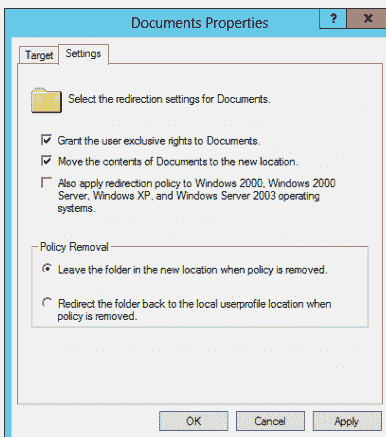 Documents Properties
?
x
Target
Settings
Select the redirection settings for Documents.
Grant the user exclusive rights to Documents.
Move the contents of Documents to the new location.
Also apply redirection policy to Windows 2000, Windows 2000
Server, Windows XP, and Windows Server 2003 operating
systems.
Policy Removal
Leave the folder in the new location when policy is removed.
Redirect the folder back to the local userprofile location when
policy is removed.
OK
Cancel
Apply